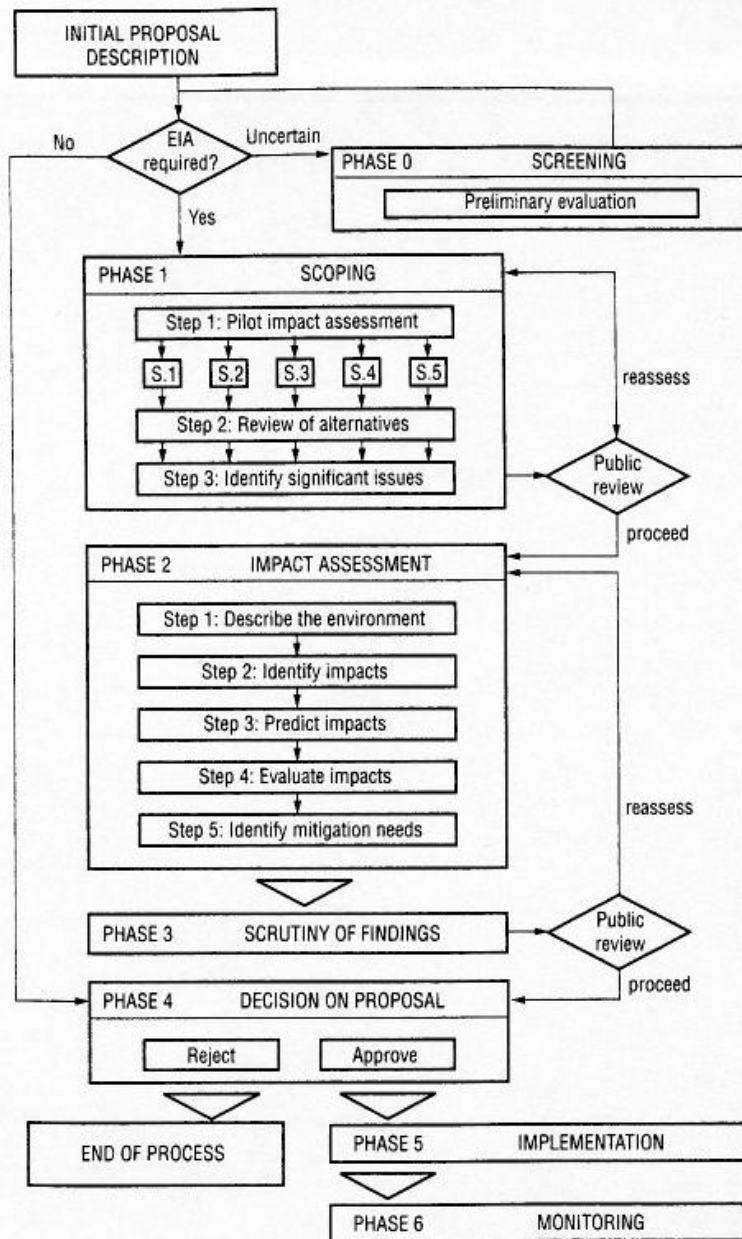 INITIAL PROPOSAL
DESCRIPTION
No
EIA
required?
Uncertain
PHASE 0 SCREENING
Preliminary evaluation
Yes
PHASE 1 SCOPING
Step 1: Pilot impact assessment
S.1 S.2 S.3 S.4 S.5
reassess
Step 2: Review of alternatives
Step 3: Identify significant issues
Public
review
proceed
PHASE 2 IMPACT ASSESSMENT
Step 1: Describe the environment
Step 2: Identify impacts
Step 3: Predict impacts
Step 4: Evaluate impacts
reassess
Step 5: Identify mitigation needs
PHASE 3 SCRUTINY OF FINDINGS
Public
review
proceed
PHASE 4 DECISION ON PROPOSAL
Reject Approve
END OF PROCESS
PHASE 5 IMPLEMENTATION
PHASE 6 MONITORING